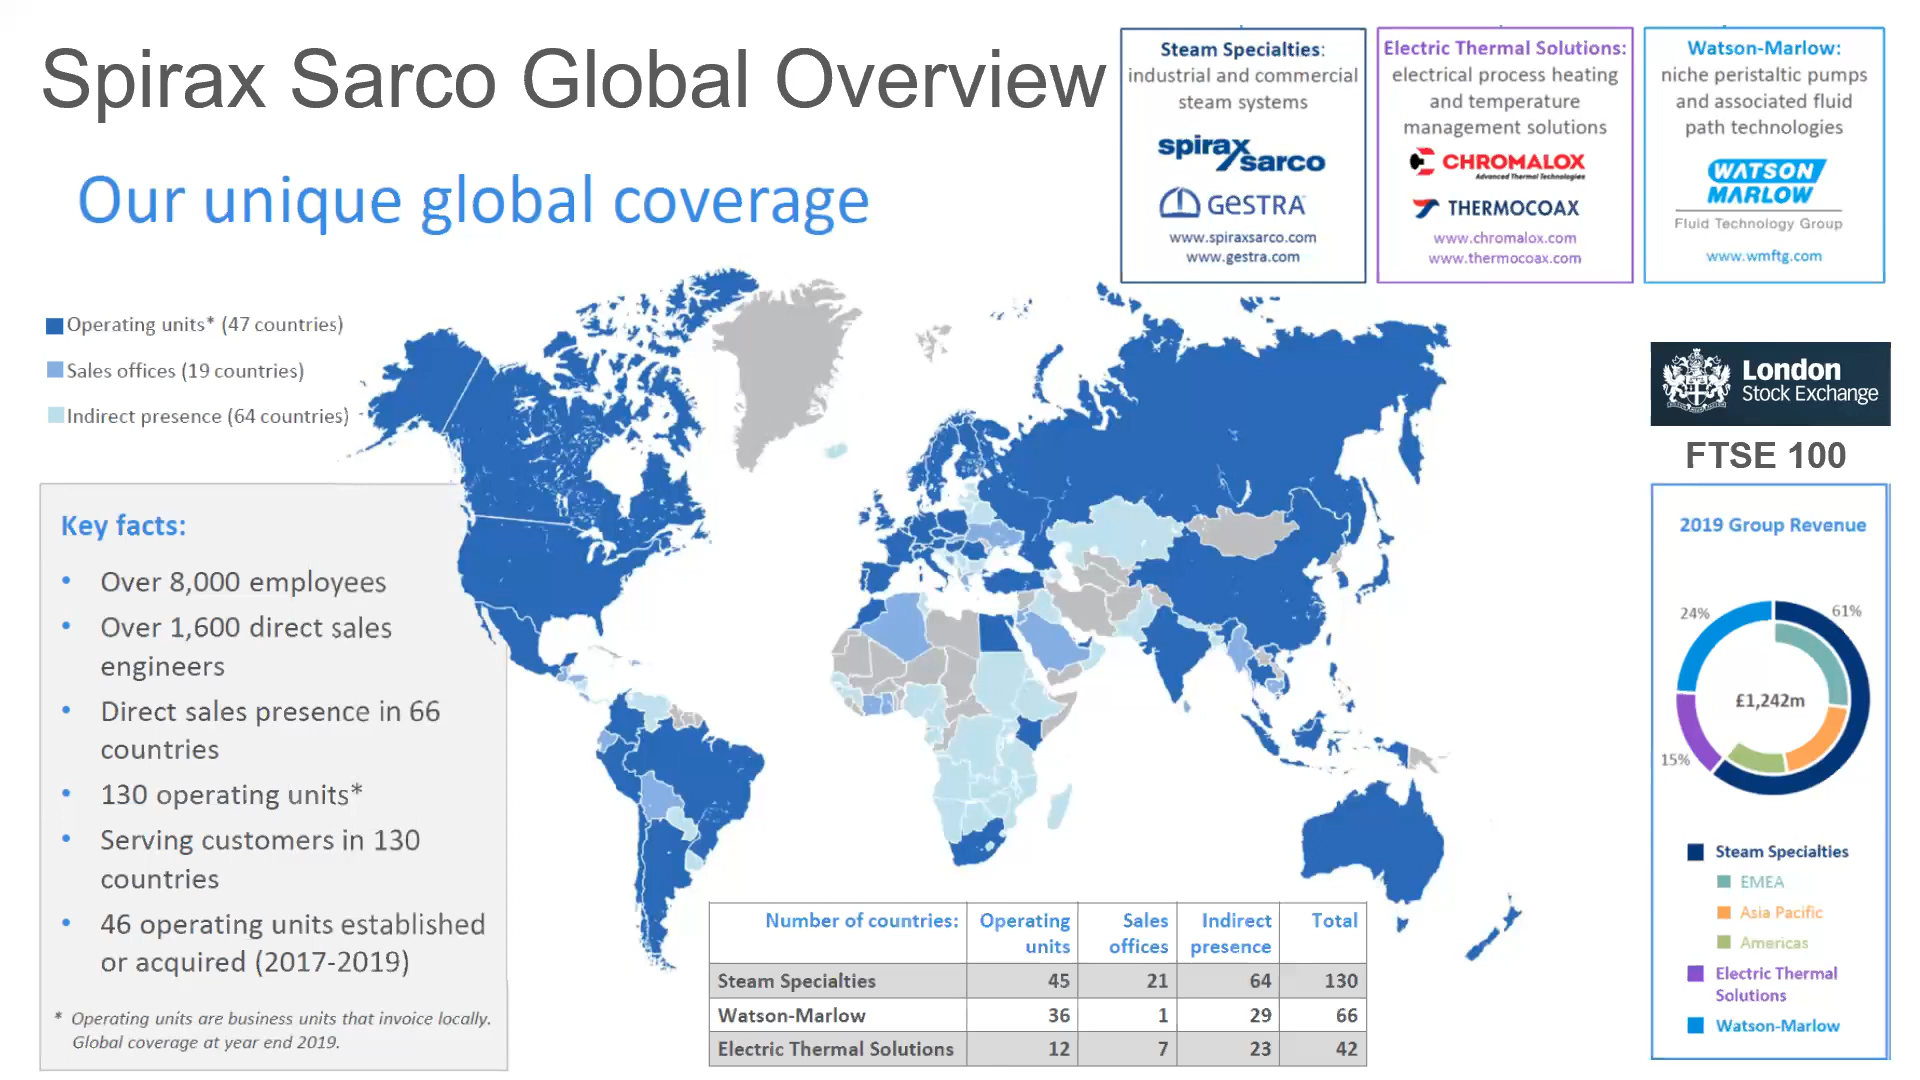 Spirax Sarco Global Overview
Our unique global coverage
Steam Specialties:
industrial and commercial
steam systems
spirax
sarco
GESTRA
www.spiraxsarco.com
www.gestra.com
Electric Thermal Solutions:
electrical process heating
and temperature
management solutions
CHROMALOX
Advanced Thermal Technologies
THERMOCOAX
www.chromalox.com
www.thermocoax.com
Watson-Marlow:
niche peristaltic pumps
and associated fluid
path technologies
WATSON
MARLOW
Fluid Technology Group
www.wmftg.com
Operating units* (47 countries)
Sales offices (19 countries)
Indirect presence (64 countries)
Key facts:
• Over 8,000 employees
• Over 1,600 direct sales
engineers
• Direct sales presence in 66
countries
• 130 operating units*
• Serving customers in 130
countries
• 46 operating units established
or acquired (2017-2019)
* Operating units are business units that invoice locally.
Global coverage at year end 2019.
Number of countries: Operating units Sales offices Indirect presence Total
Steam Specialties 45 21 64 130
Watson-Marlow 36 1 29 66
Electric Thermal Solutions 12 7 23 42
London
Stock Exchange
FTSE 100
2019 Group Revenue
24%
61%
£1,242m
15%
Steam Specialties
EMEA
Asia Pacific
Americas
Electric Thermal
Solutions
Watson-Marlow